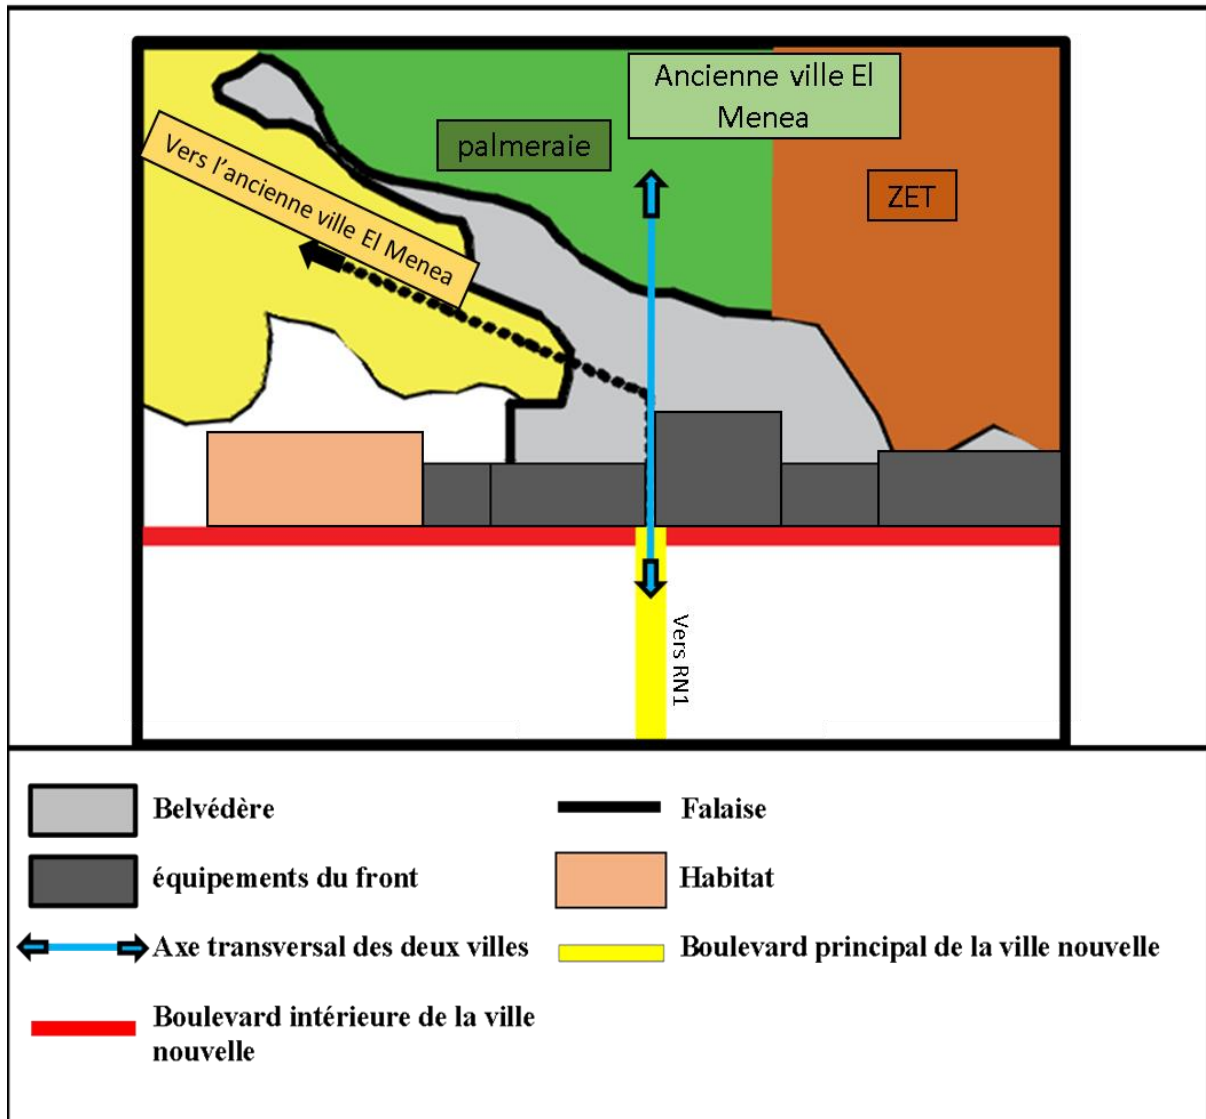 Ancienne ville El
Menea
palmeraie
Vers l'ancienne ville El Menea
ZET
Vers RN1
Belvédère
Falaise
équipements du front
Habitat
Axe transversal des deux villes
Boulevard principal de la ville nouvelle
Boulevard intérieure de la ville
nouvelle